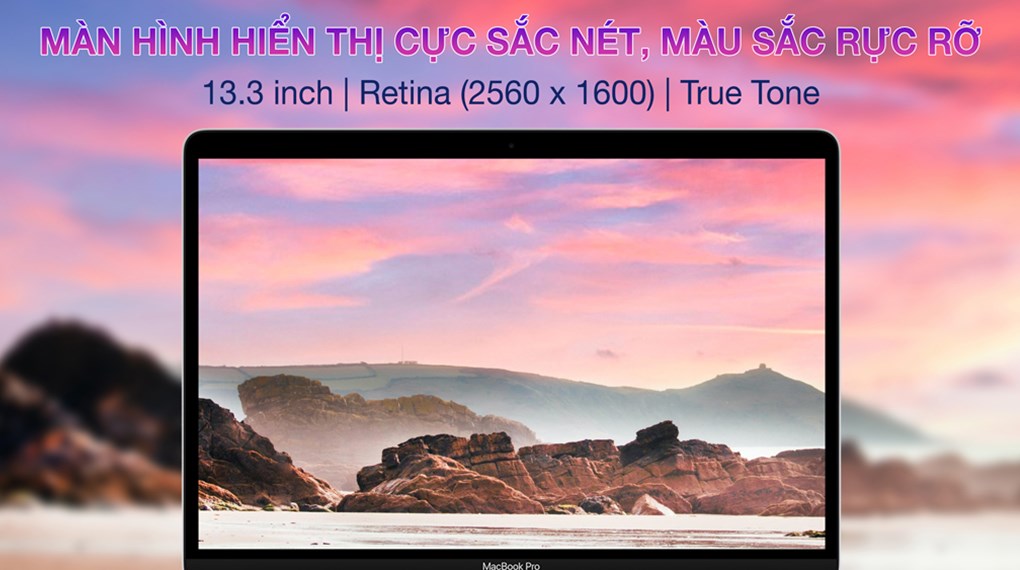 MÀN HÌNH HIỂN THỊ CỰC SẮC NÉT, MÀU SẮC RỰC RỠ
13.3 inch | Retina (2560 x 1600) | True Tone
MacBook Pro